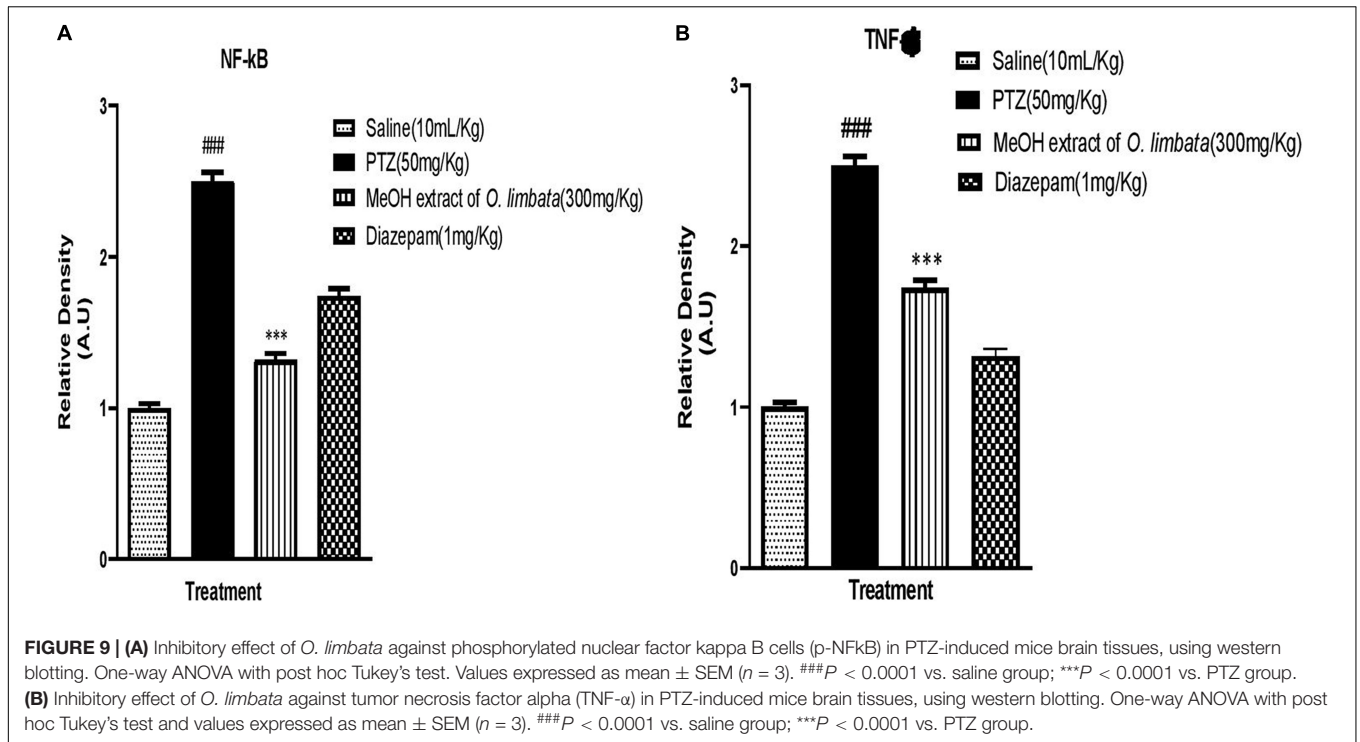 A
NF-kB
3
2
1
0
Relative Density
(A.U)
###
***
Treatment
Saline(10mL/Kg)
PTZ(50mg/Kg)
MeOH extract of O. limbata(300mg/Kg)
Diazepam(1mg/Kg)
B
TNF-
3
2
1
0
Relative Density
(A.U)
###
***
Treatment
Saline(10mL/Kg)
PTZ(50mg/Kg)
MeOH extract of O. limbata(300mg/Kg)
Diazepam(1mg/Kg)
FIGURE 9 | (A) Inhibitory effect of O. limbata against phosphorylated nuclear factor kappa B cells (p-NFkB) in PTZ-induced mice brain tissues, using western
blotting. One-way ANOVA with post hoc Tukey's test. Values expressed as mean ± SEM (n = 3). ###P < 0.0001 vs. saline group; ***P < 0.0001 vs. PTZ group.
(B) Inhibitory effect of O. limbata against tumor necrosis factor alpha (TNF-α) in PTZ-induced mice brain tissues, using western blotting. One-way ANOVA with post
hoc Tukey's test and values expressed as mean ± SEM (n = 3). ###P < 0.0001 vs. saline group; ***P < 0.0001 vs. PTZ group.